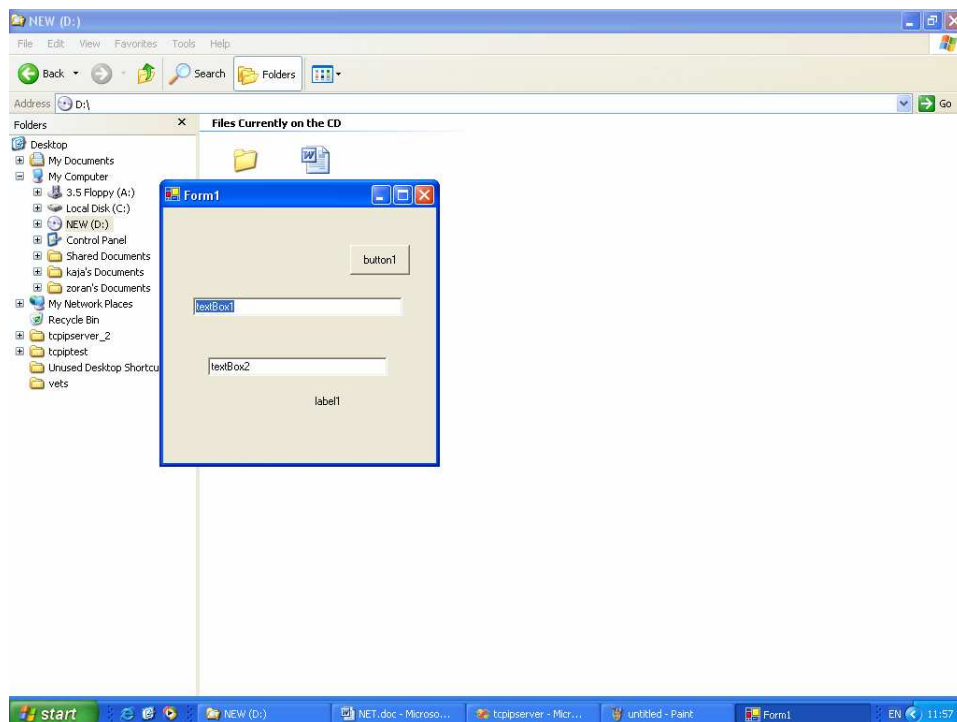 NEW (D:)
File Edit View Favorites Tools Help
Back Search Folders
Address D:\ Go
Folders X
Files Currently on the CD
Desktop
My Documents
My Computer
3.5 Floppy (A:)
Local Disk (C:)
NEW (D:)
Control Panel
Shared Documents
kaja's Documents
zoran's Documents
My Network Places
Recycle Bin
tcpipserver_2
tcpiptest
Unused Desktop Shortcu
vets
Form1
button1
textBox1
textBox2
label1
start NEW (D:) NET.doc - Microso... tcpipserver - Micr... untitled - Paint Form1 EN 11:57